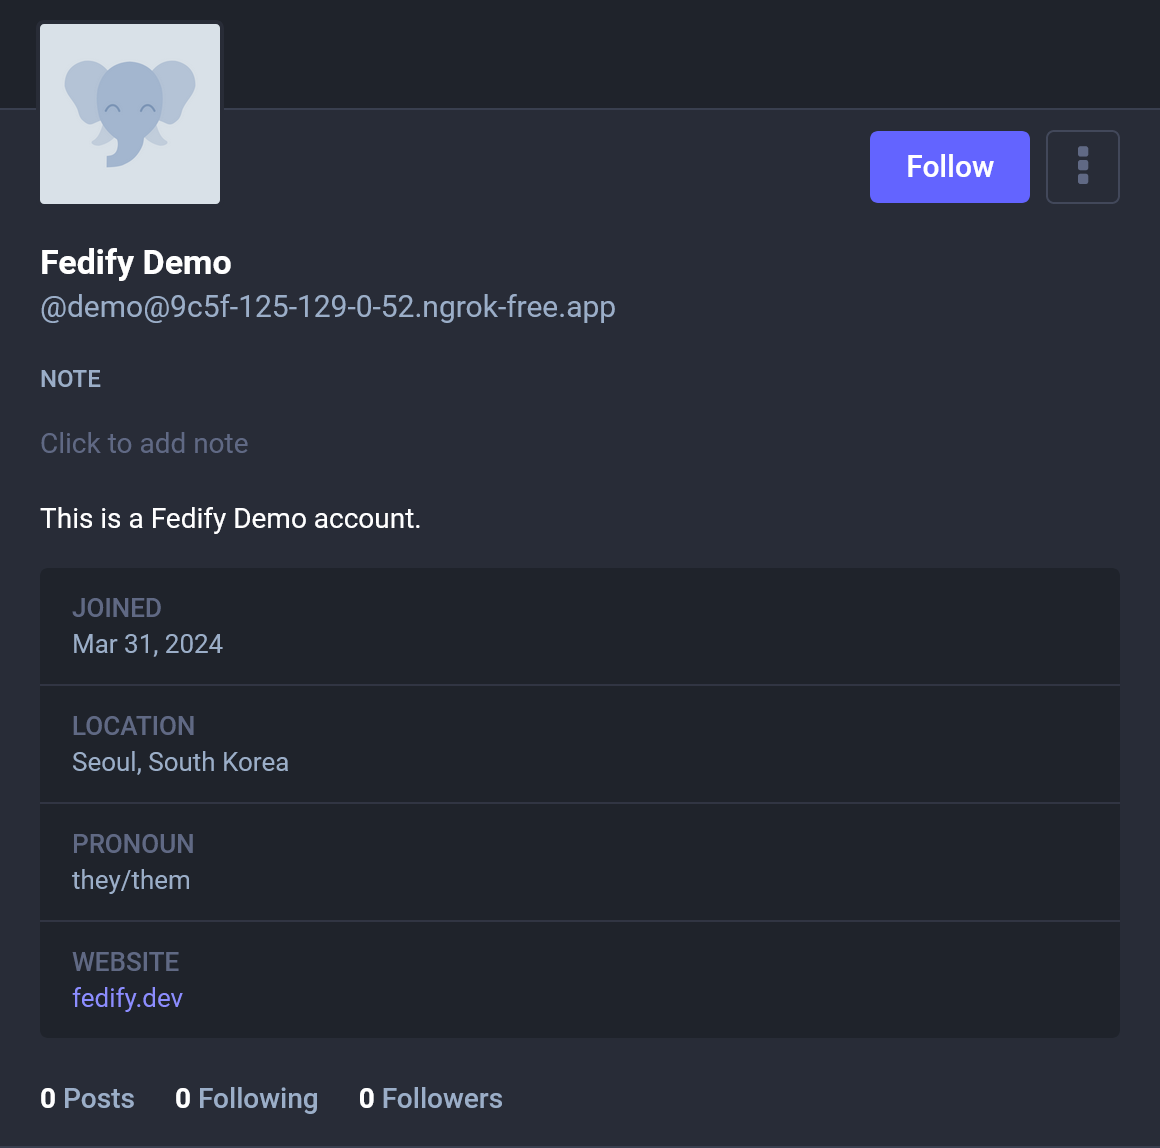 Follow
Fedify Demo
@demo@9c5f-125-129-0-52.ngrok-free.app
NOTE
Click to add note
This is a Fedify Demo account.
JOINED
Mar 31, 2024
LOCATION
Seoul, South Korea
PRONOUN
they/them
WEBSITE
fedify.dev
0 Posts 0 Following 0 Followers